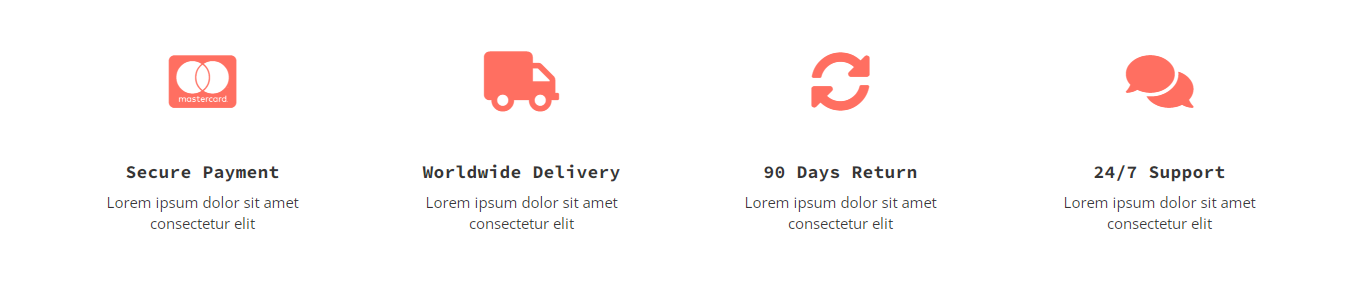 mastercard
Secure Payment
Lorem ipsum dolor sit amet
consectetur elit
Worldwide Delivery
Lorem ipsum dolor sit amet
consectetur elit
90 Days Return
Lorem ipsum dolor sit amet
consectetur elit
24/7 Support
Lorem ipsum dolor sit amet
consectetur elit